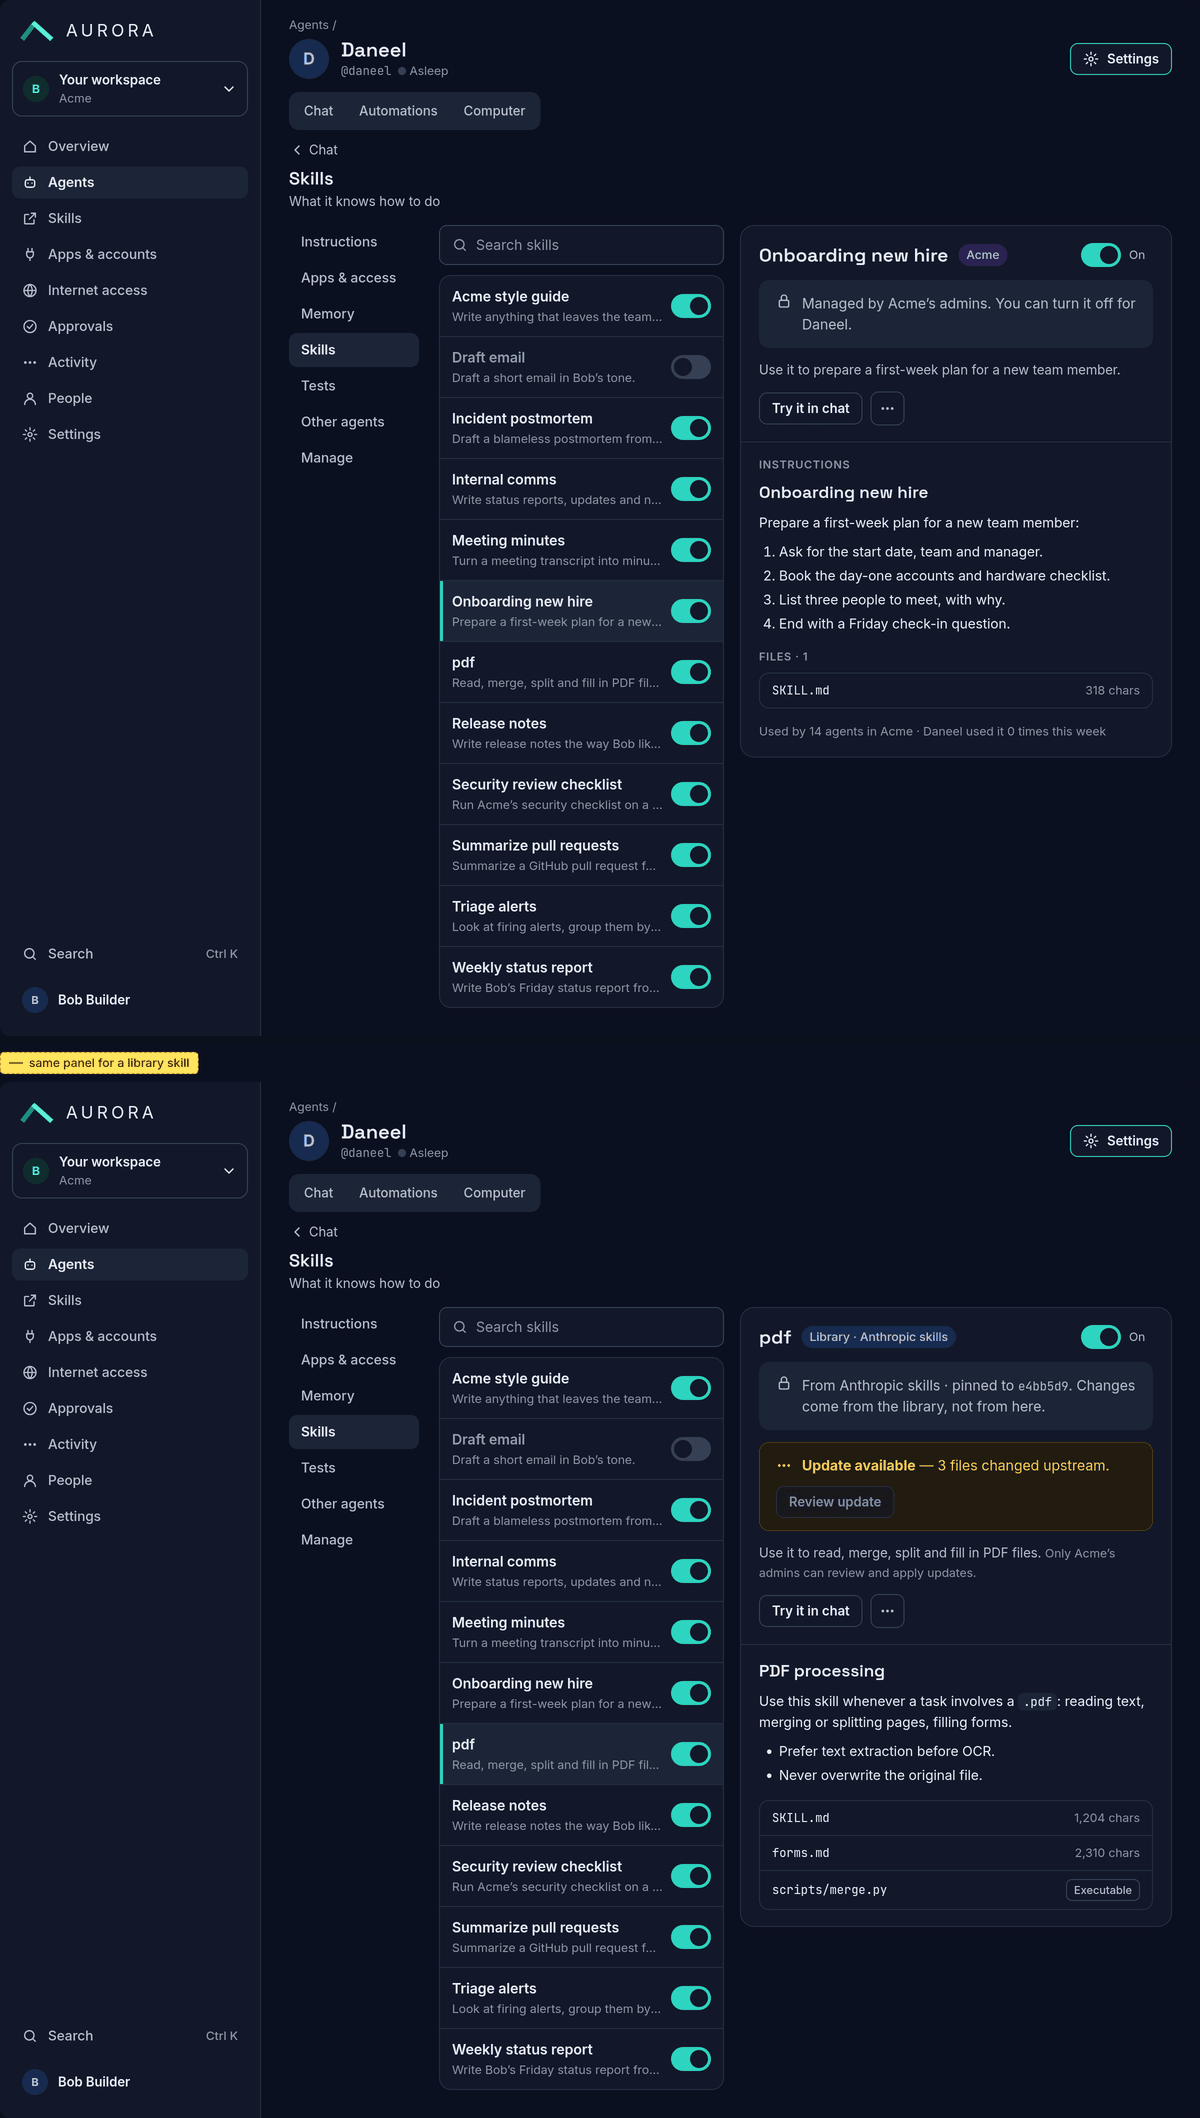 AURORA
B
Your workspace
Acme
Overview
Agents
Skills
Apps & accounts
Internet access
Approvals
Activity
People
Settings
Search
Ctrl K
B
Bob Builder
Agents /
D
Daneel
@daneel
Asleep
Settings
Chat
Automations
Computer
Chat
Skills
What it knows how to do
Instructions
Apps & access
Memory
Skills
Tests
Other agents
Manage
Search skills
Acme style guide
Write anything that leaves the team...
Draft email
Draft a short email in Bob’s tone.
Incident postmortem
Draft a blameless postmortem from...
Internal comms
Write status reports, updates and n...
Meeting minutes
Turn a meeting transcript into minu...
Onboarding new hire
Prepare a first-week plan for a new...
pdf
Read, merge, split and fill in PDF fil...
Release notes
Write release notes the way Bob lik...
Security review checklist
Run Acme’s security checklist on a ...
Summarize pull requests
Summarize a GitHub pull request f...
Triage alerts
Look at firing alerts, group them by...
Weekly status report
Write Bob’s Friday status report fro...
Onboarding new hire
Acme
On
Managed by Acme’s admins. You can turn it off for
Daneel.
Use it to prepare a first-week plan for a new team member.
Try it in chat
INSTRUCTIONS
Onboarding new hire
Prepare a first-week plan for a new team member:
1. Ask for the start date, team and manager.
2. Book the day-one accounts and hardware checklist.
3. List three people to meet, with why.
4. End with a Friday check-in question.
FILES · 1
SKILL.md
318 chars
Used by 14 agents in Acme · Daneel used it 0 times this week
— same panel for a library skill
AURORA
B
Your workspace
Acme
Overview
Agents
Skills
Apps & accounts
Internet access
Approvals
Activity
People
Settings
Search
Ctrl K
B
Bob Builder
Agents /
D
Daneel
@daneel
Asleep
Settings
Chat
Automations
Computer
Chat
Skills
What it knows how to do
Instructions
Apps & access
Memory
Skills
Tests
Other agents
Manage
Search skills
Acme style guide
Write anything that leaves the team...
Draft email
Draft a short email in Bob’s tone.
Incident postmortem
Draft a blameless postmortem from...
Internal comms
Write status reports, updates and n...
Meeting minutes
Turn a meeting transcript into minu...
Onboarding new hire
Prepare a first-week plan for a new...
pdf
Read, merge, split and fill in PDF fil...
Release notes
Write release notes the way Bob lik...
Security review checklist
Run Acme’s security checklist on a ...
Summarize pull requests
Summarize a GitHub pull request f...
Triage alerts
Look at firing alerts, group them by...
Weekly status report
Write Bob’s Friday status report fro...
pdf
Library · Anthropic skills
On
From Anthropic skills · pinned to e4bb5d9. Changes
come from the library, not from here.
Update available — 3 files changed upstream.
Review update
Use it to read, merge, split and fill in PDF files. Only Acme’s
admins can review and apply updates.
Try it in chat
PDF processing
Use this skill whenever a task involves a .pdf : reading text,
merging or splitting pages, filling forms.
• Prefer text extraction before OCR.
• Never overwrite the original file.
SKILL.md
1,204 chars
forms.md
2,310 chars
scripts/merge.py
Executable